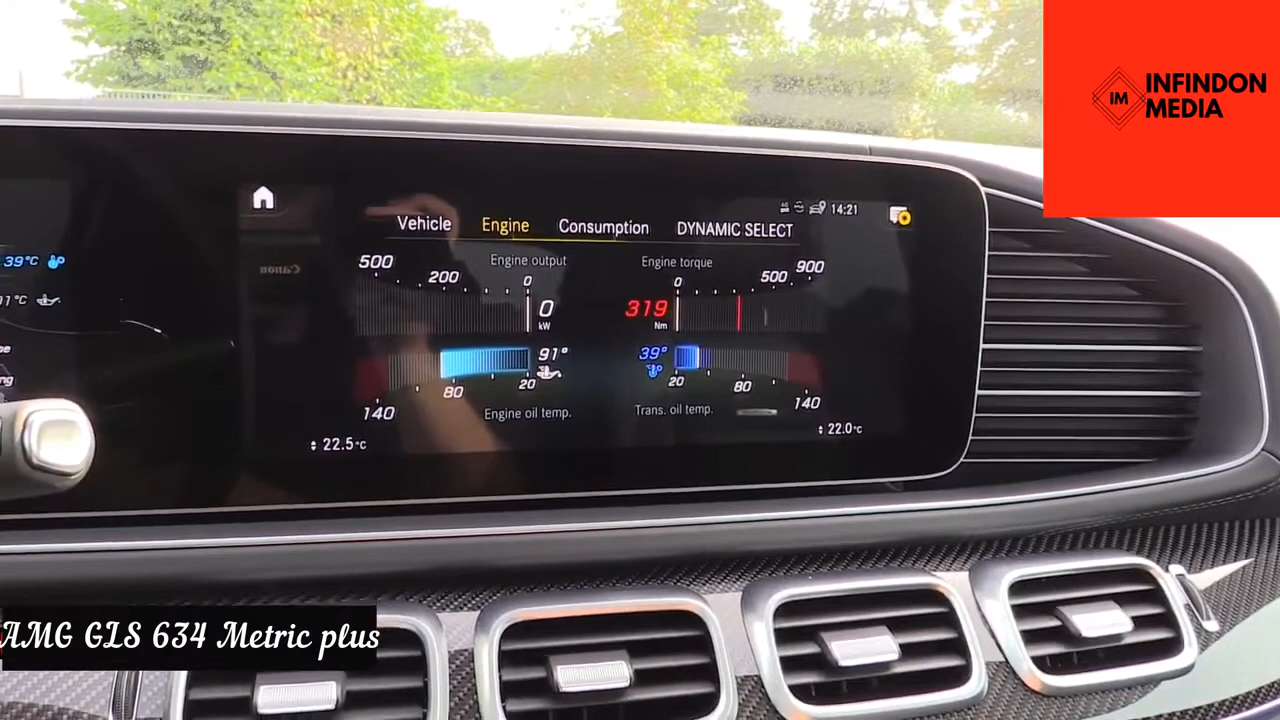 INFINDON
IM
MEDIA
14:21
Vehicle Engine Consumption DYNAMIC SELECT
500 200 0 Engine output
Engine torque 0 500 900
0 kW
319 Nm
39°C
91°
39°
20 80 140
20 80 140
Engine oil temp.
Trans. oil temp.
22.5°C
22.0°C
Canon
AMG GLS 634 Metric plus